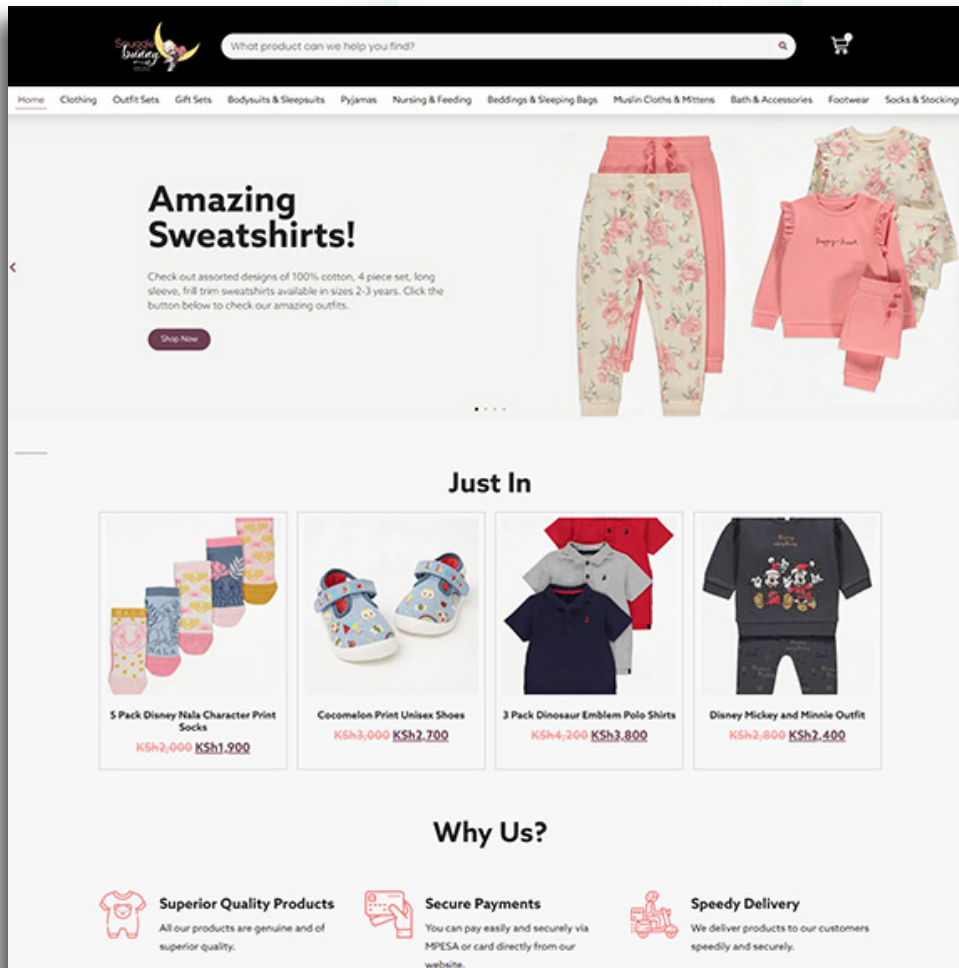 Snuggle
bunny
What product can we help you find?
Home Clothing Outfit Sets Gift Sets Bodysuits & Sleepsuits Pyjamas Nursing & Feeding Beddings & Sleeping Bags Muslin Cloths & Mittens Bath & Accessories Footwear Socks & Stocking
Amazing
Sweatshirts!
Check out assorted designs of 100% cotton, 4 piece set, long
sleeve, frill trim sweatshirts available in sizes 2-3 years. Click the
button below to check our amazing outfits.
Shop Now
happy heart
Just In
NALA
NALA
5 Pack Disney Nala Character Print
Socks
KSh2,000 KSh1,900
Cocomelon Print Unisex Shoes
KSh3,000 KSh2,700
3 Pack Dinosaur Emblem Polo Shirts
KSh4,200 KSh3,800
Disney Mickey and Minnie Outfit
KSh2,800 KSh2,400
Why Us?
Superior Quality Products
All our products are genuine and of
superior quality.
Secure Payments
You can pay easily and securely via
MPESA or card directly from our
website.
Speedy Delivery
We deliver products to our customers
speedily and securely.